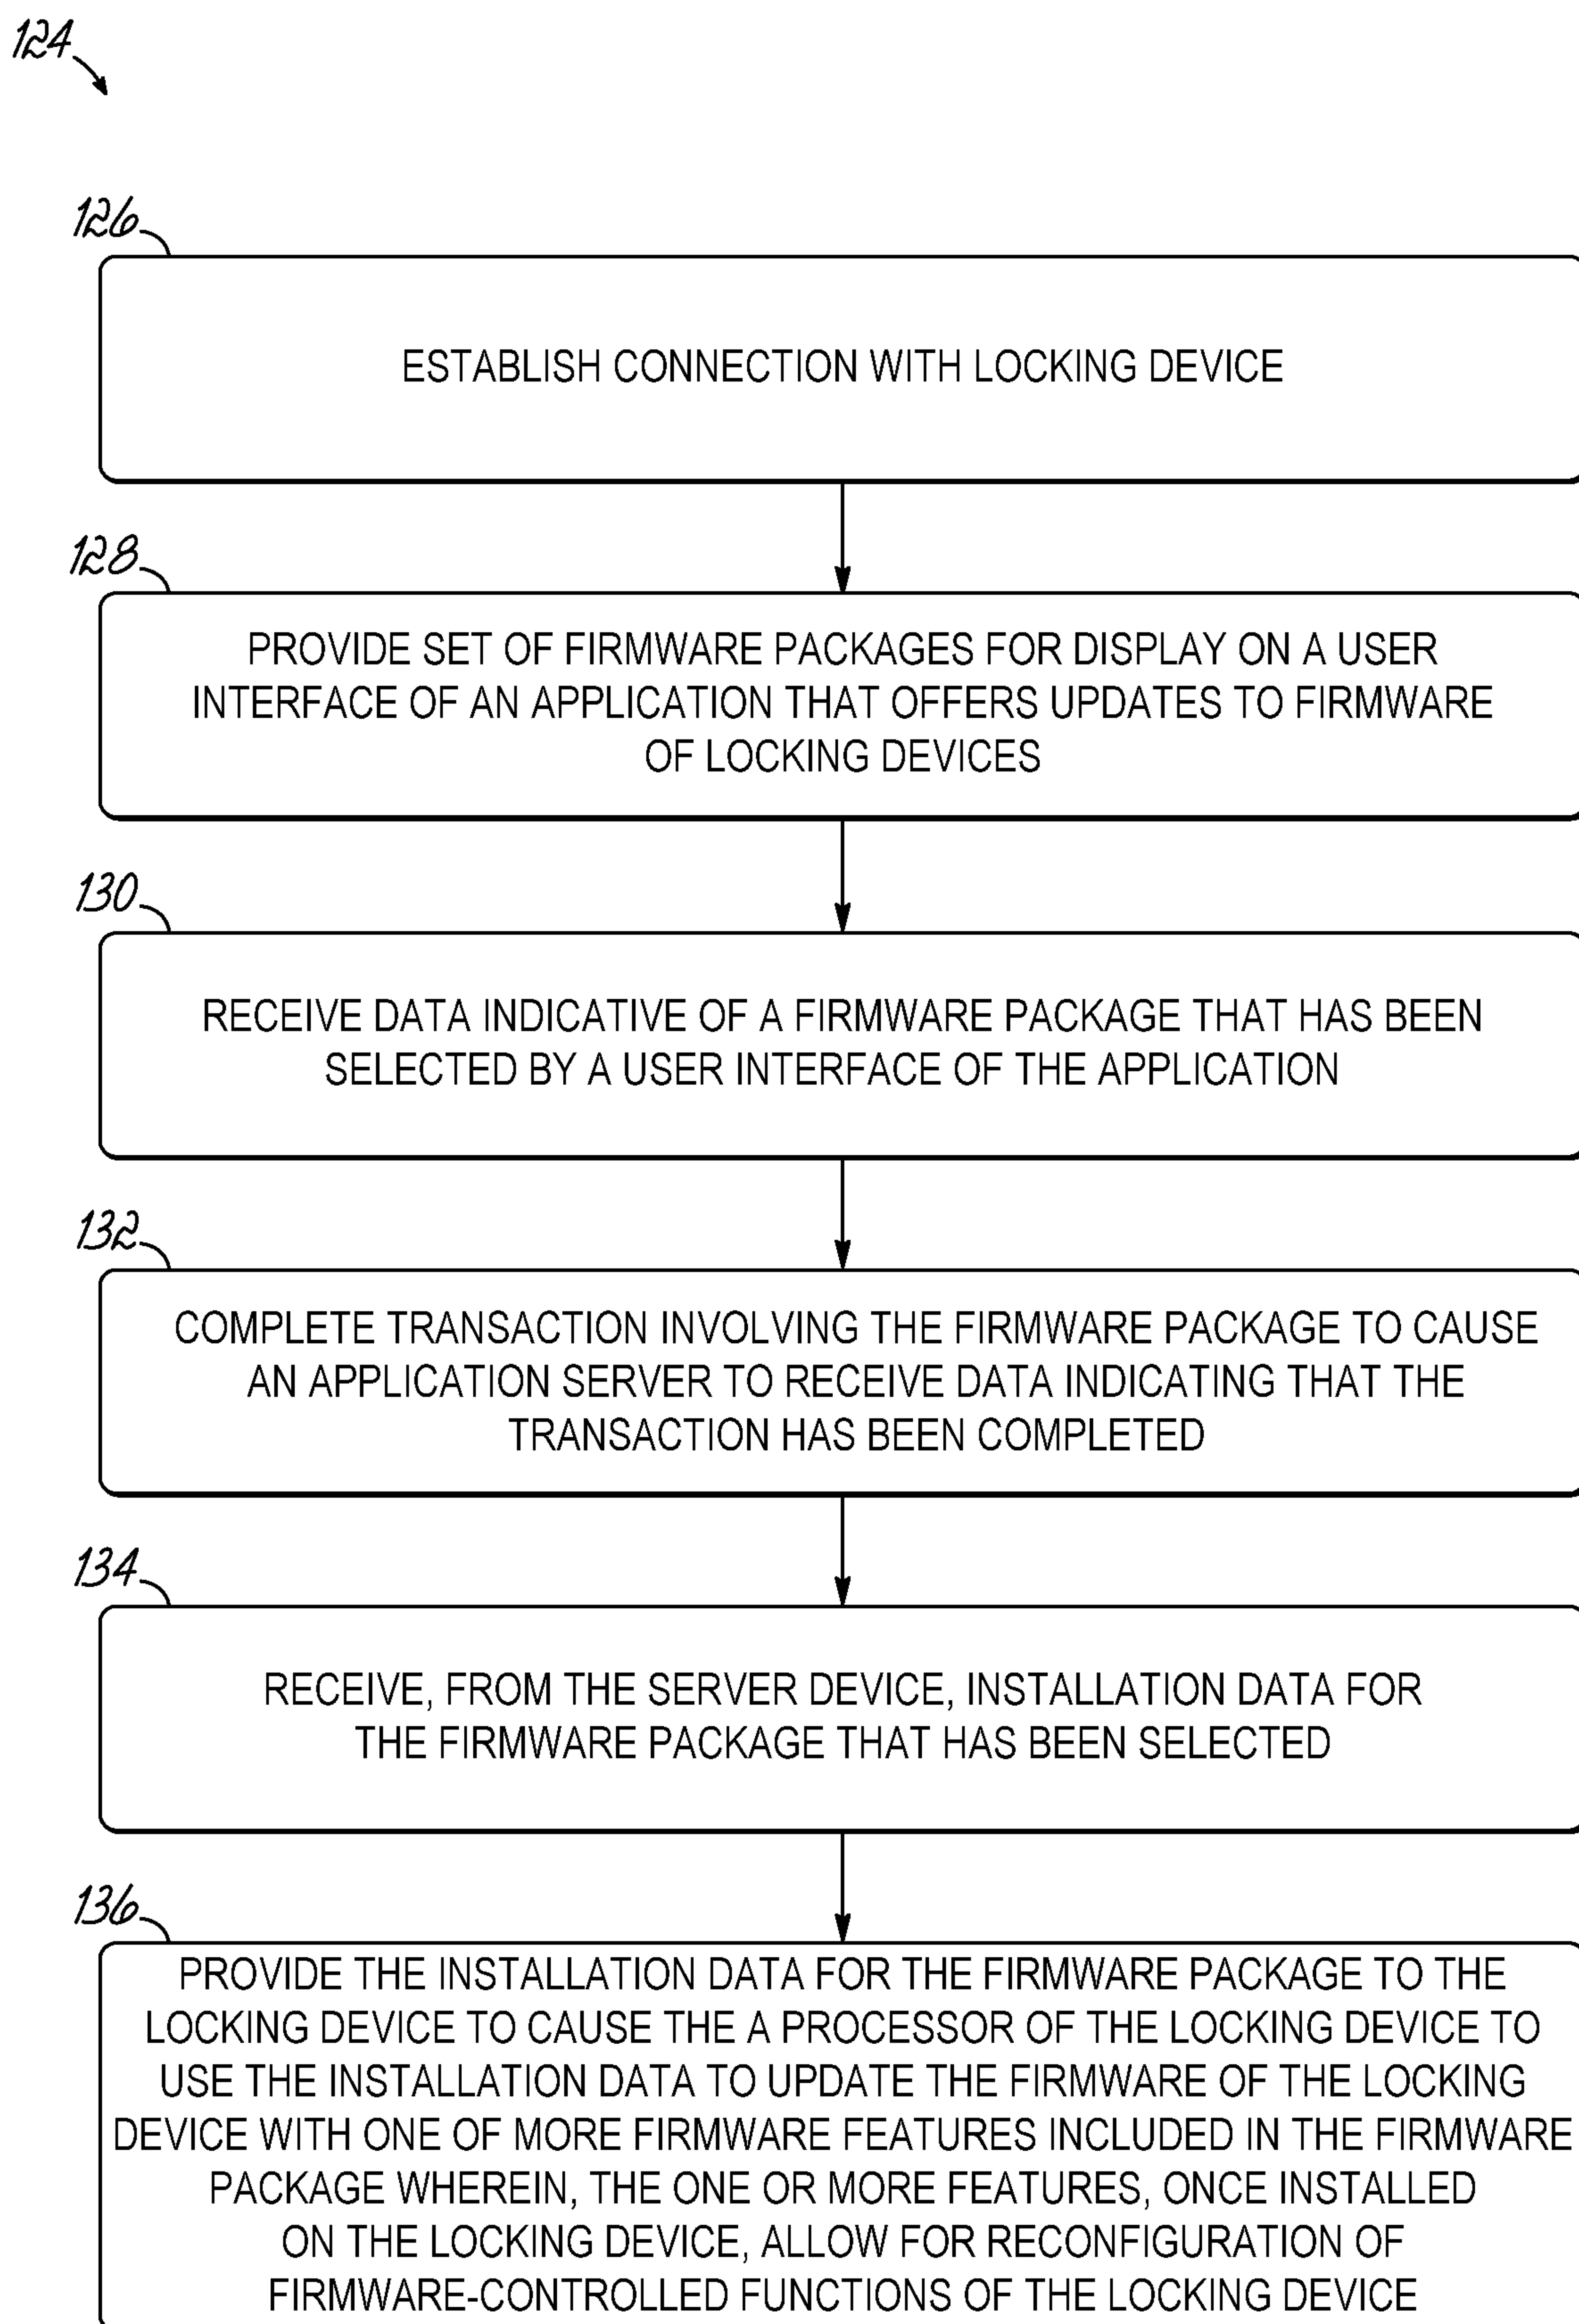 124
126
ESTABLISH CONNECTION WITH LOCKING DEVICE
128
PROVIDE SET OF FIRMWARE PACKAGES FOR DISPLAY ON A USER
INTERFACE OF AN APPLICATION THAT OFFERS UPDATES TO FIRMWARE
OF LOCKING DEVICES
130
RECEIVE DATA INDICATIVE OF A FIRMWARE PACKAGE THAT HAS BEEN
SELECTED BY A USER INTERFACE OF THE APPLICATION
132
COMPLETE TRANSACTION INVOLVING THE FIRMWARE PACKAGE TO CAUSE
AN APPLICATION SERVER TO RECEIVE DATA INDICATING THAT THE
TRANSACTION HAS BEEN COMPLETED
134
RECEIVE, FROM THE SERVER DEVICE, INSTALLATION DATA FOR
THE FIRMWARE PACKAGE THAT HAS BEEN SELECTED
136
PROVIDE THE INSTALLATION DATA FOR THE FIRMWARE PACKAGE TO THE
LOCKING DEVICE TO CAUSE THE A PROCESSOR OF THE LOCKING DEVICE TO
USE THE INSTALLATION DATA TO UPDATE THE FIRMWARE OF THE LOCKING
DEVICE WITH ONE OF MORE FIRMWARE FEATURES INCLUDED IN THE FIRMWARE
PACKAGE WHEREIN, THE ONE OR MORE FEATURES, ONCE INSTALLED
ON THE LOCKING DEVICE, ALLOW FOR RECONFIGURATION OF
FIRMWARE-CONTROLLED FUNCTIONS OF THE LOCKING DEVICE